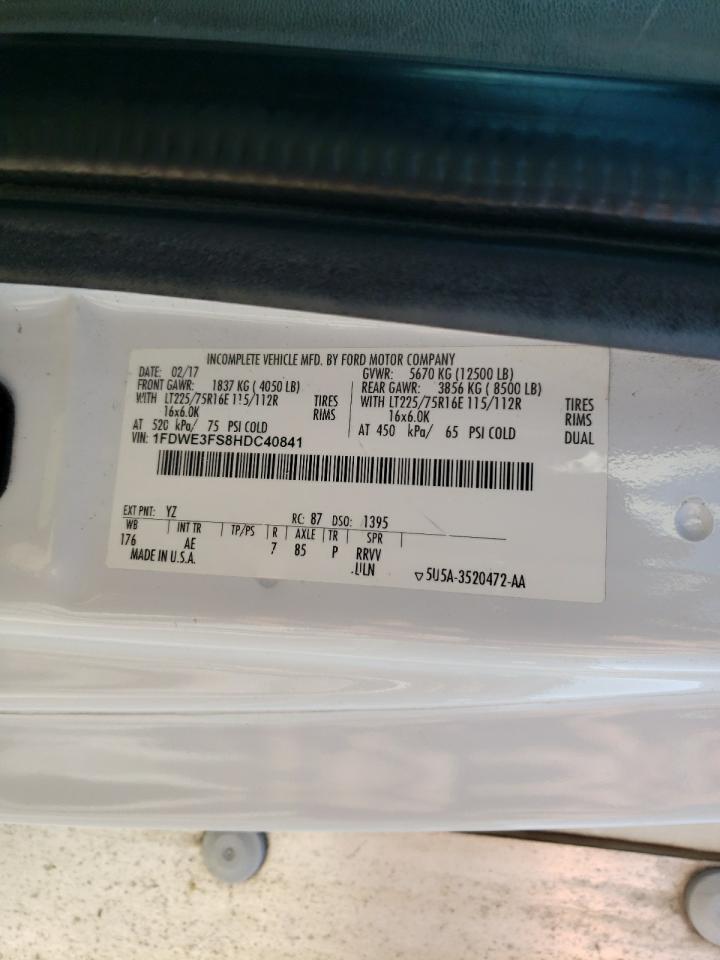 INCOMPLETE VEHICLE MFD. BY FORD MOTOR COMPANY
DATE: 02/17 GVWR: 5670 KG (12500 LB)
FRONT GAWR: 1837 KG ( 4050 LB) REAR GAWR: 3856 KG ( 8500 LB)
WITH LT225/75R16E 115/112R TIRES WITH LT225/75R16E 115/112R TIRES
16x6.0K RIMS 16x6.0K RIMS
AT 520 kPa/ 75 PSI COLD AT 450 kPa/ 65 PSI COLD DUAL
VIN: 1FDWE3FS8HDC40841
EXT PNT: YZ RC: 87 DSO: 1395
WB INT TR TP/PS R AXLE TR SPR
176 AE 7 85 P RRVV
MADE IN U.S.A. ULN
5U5A-3520472-AA